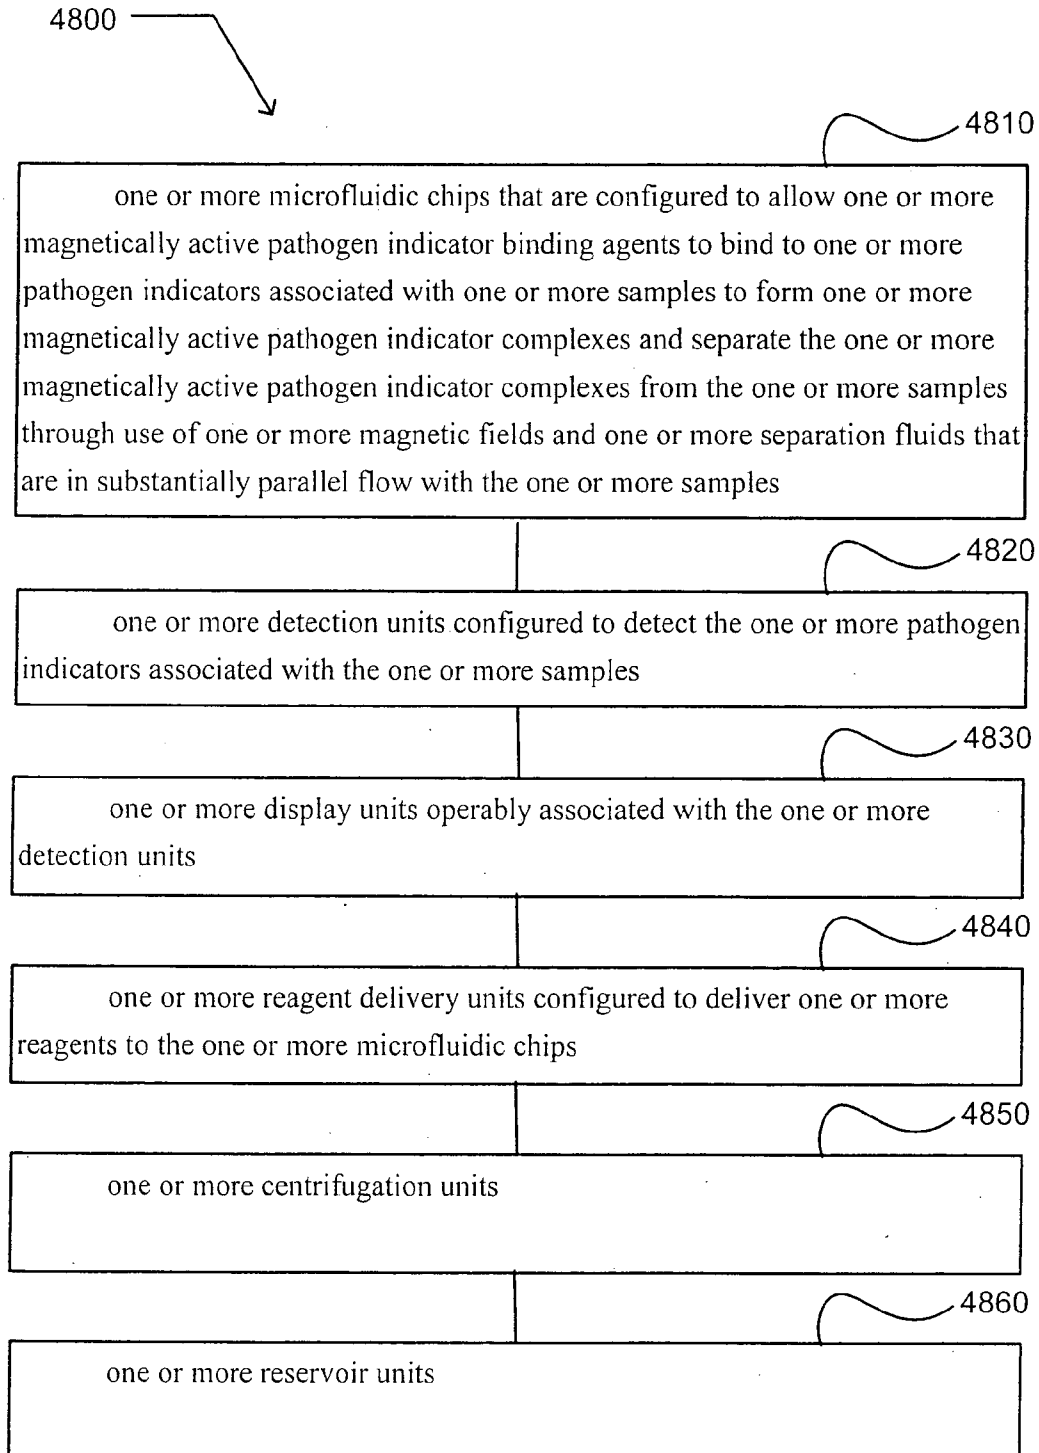 4800
4810
one or more microfluidic chips that are configured to allow one or more
magnetically active pathogen indicator binding agents to bind to one or more
pathogen indicators associated with one or more samples to form one or more
magnetically active pathogen indicator complexes and separate the one or more
magnetically active pathogen indicator complexes from the one or more samples
through use of one or more magnetic fields and one or more separation fluids that
are in substantially parallel flow with the one or more samples
4820
one or more detection units configured to detect the one or more pathogen
indicators associated with the one or more samples
4830
one or more display units operably associated with the one or more
detection units
4840
one or more reagent delivery units configured to deliver one or more
reagents to the one or more microfluidic chips
4850
one or more centrifugation units
4860
one or more reservoir units